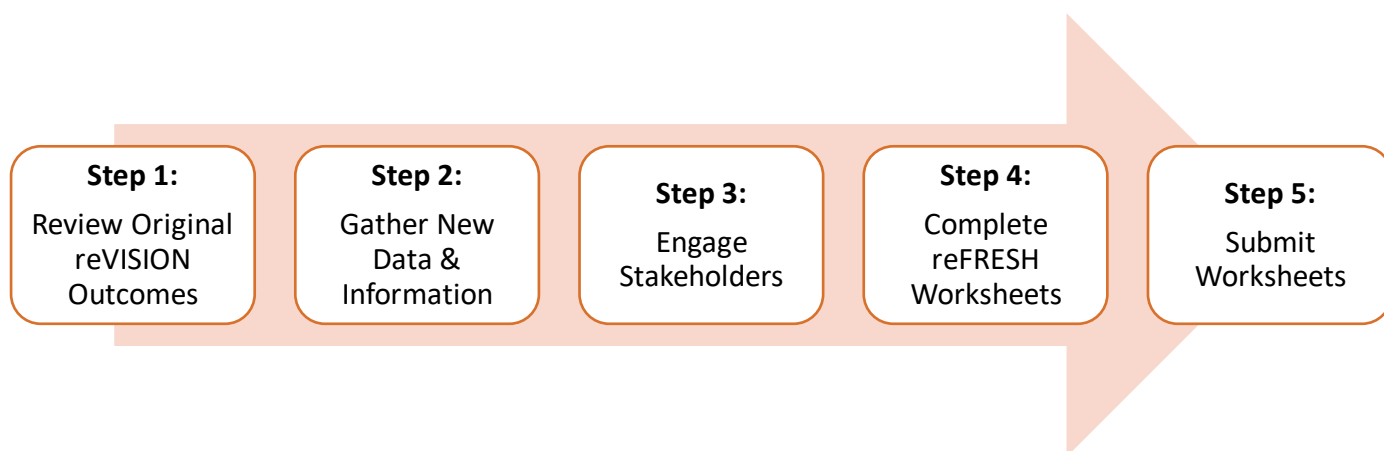 Step 1:
Review Original
reVISION
Outcomes
Step 2:
Gather New
Data &
Information
Step 3:
Engage
Stakeholders
Step 4:
Complete
reFRESH
Worksheets
Step 5:
Submit
Worksheets